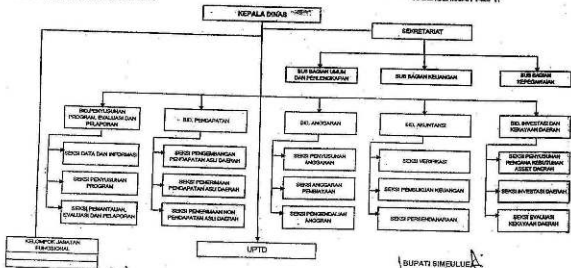 KEPALA DINAS
SEKRETARIAT
SUB BAGIAN UMUM
DAN PERLENGKAPAN
SUB BAGIAN KEUANGAN
SUB BAGIAN
KEPEGAWAIAN
BID. PENYUSUNAN
PROGRAM, EVALUASI DAN
PELAPORAN
BID. PENDAPATAN
BID. ANGGARAN
BID. AKUNTANSI
BID. INVESTASI DAN
KEKAYAAN DAERAH
SEKSI DATA DAN INFORMASI
SEKSI PENGEMBANGAN
PENDAPATAN ASLI DAERAH
SEKSI PENYUSUNAN
ANGGARAN
SEKSI VERIFIKASI
SEKSI PENYUSUNAN
RENCANA KEBUTUHAN
ASSET DAERAH
SEKSI PENYUSUNAN
PROGRAM
SEKSI PENERIMAAN
PENDAPATAN ASLI DAERAH
SEKSI ANGGARAN
PEMBIAYAAN
SEKSI PEMBUKUAN KEUANGAN
SEKSI INVESTASI DAERAH
SEKSI PEMANTAUAN,
EVALUASI DAN PELAPORAN
SEKSI PENERIMAAN NON
PENDAPATAN ASLI DAERAH
SEKSI PENGENDALIAN
ANGGRAN
SEKSI PERBENDAHARAAN
SEKSI EVALUASI
KEKAYAAN DAERAH
KELOMPOK JABATAN
FUNGSIONAL
UPTD
BUPATI SIMEULUE